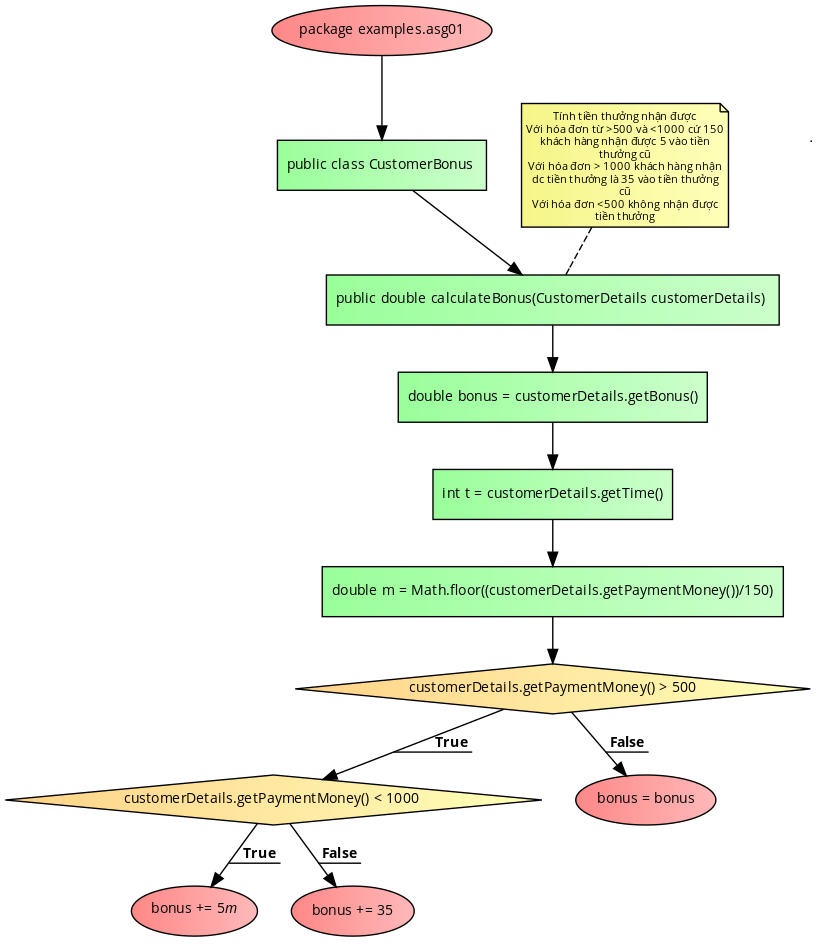 package examples.asg01
Tính tiền thưởng nhận được
Với hóa đơn từ >500 và <1000 cứ 150
khách hàng nhận được 5 vào tiền
thưởng cũ
Với hóa đơn > 1000 khách hàng nhận
dc tiền thưởng là 35 vào tiền thưởng
cũ
Với hóa đơn <500 không nhận được
tiền thưởng
public class CustomerBonus
public double calculateBonus(CustomerDetails customerDetails)
double bonus = customerDetails.getBonus()
int t = customerDetails.getTime()
double m = Math.floor((customerDetails.getPaymentMoney())/150)
customerDetails.getPaymentMoney() > 500
True
False
customerDetails.getPaymentMoney() < 1000
bonus = bonus
True
False
bonus += 5m
bonus += 35